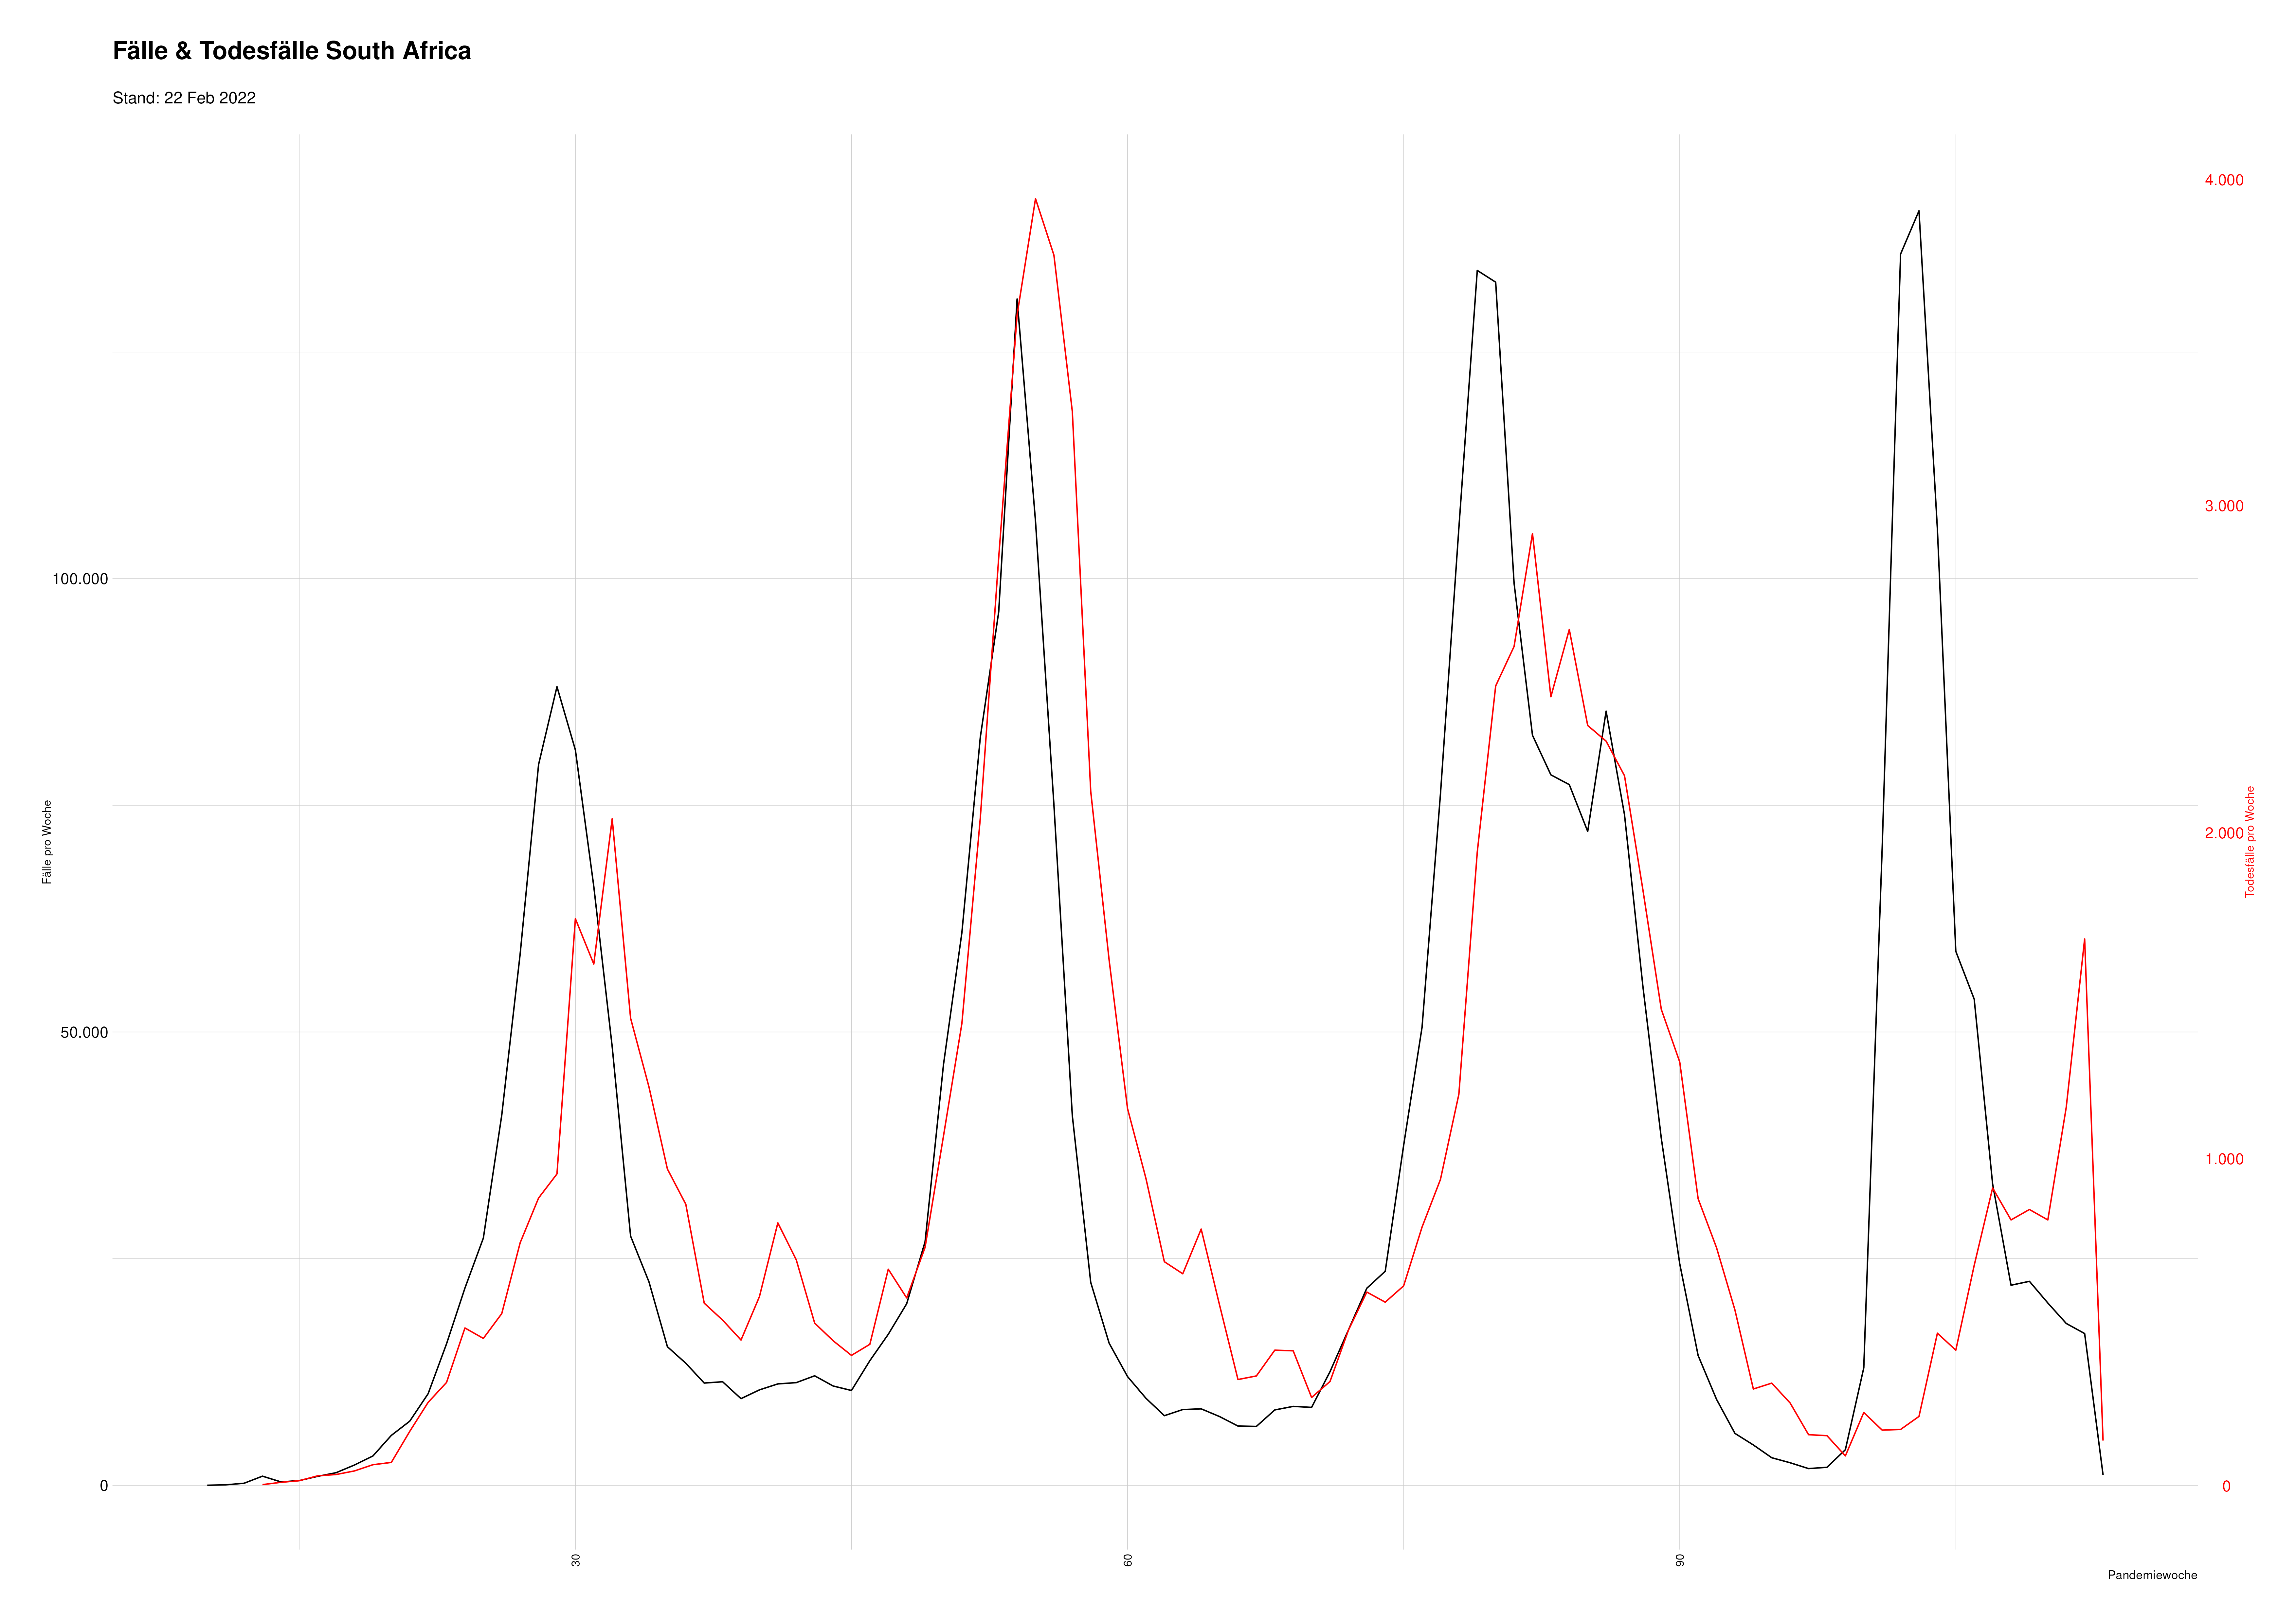 Fälle & Todesfälle South Africa
Stand: 22 Feb 2022
4.000
3.000
100.000
2.000
Fälle pro Woche
Todesfälle pro Woche
50.000
1.000
0
0
30
60
90
Pandemiewoche